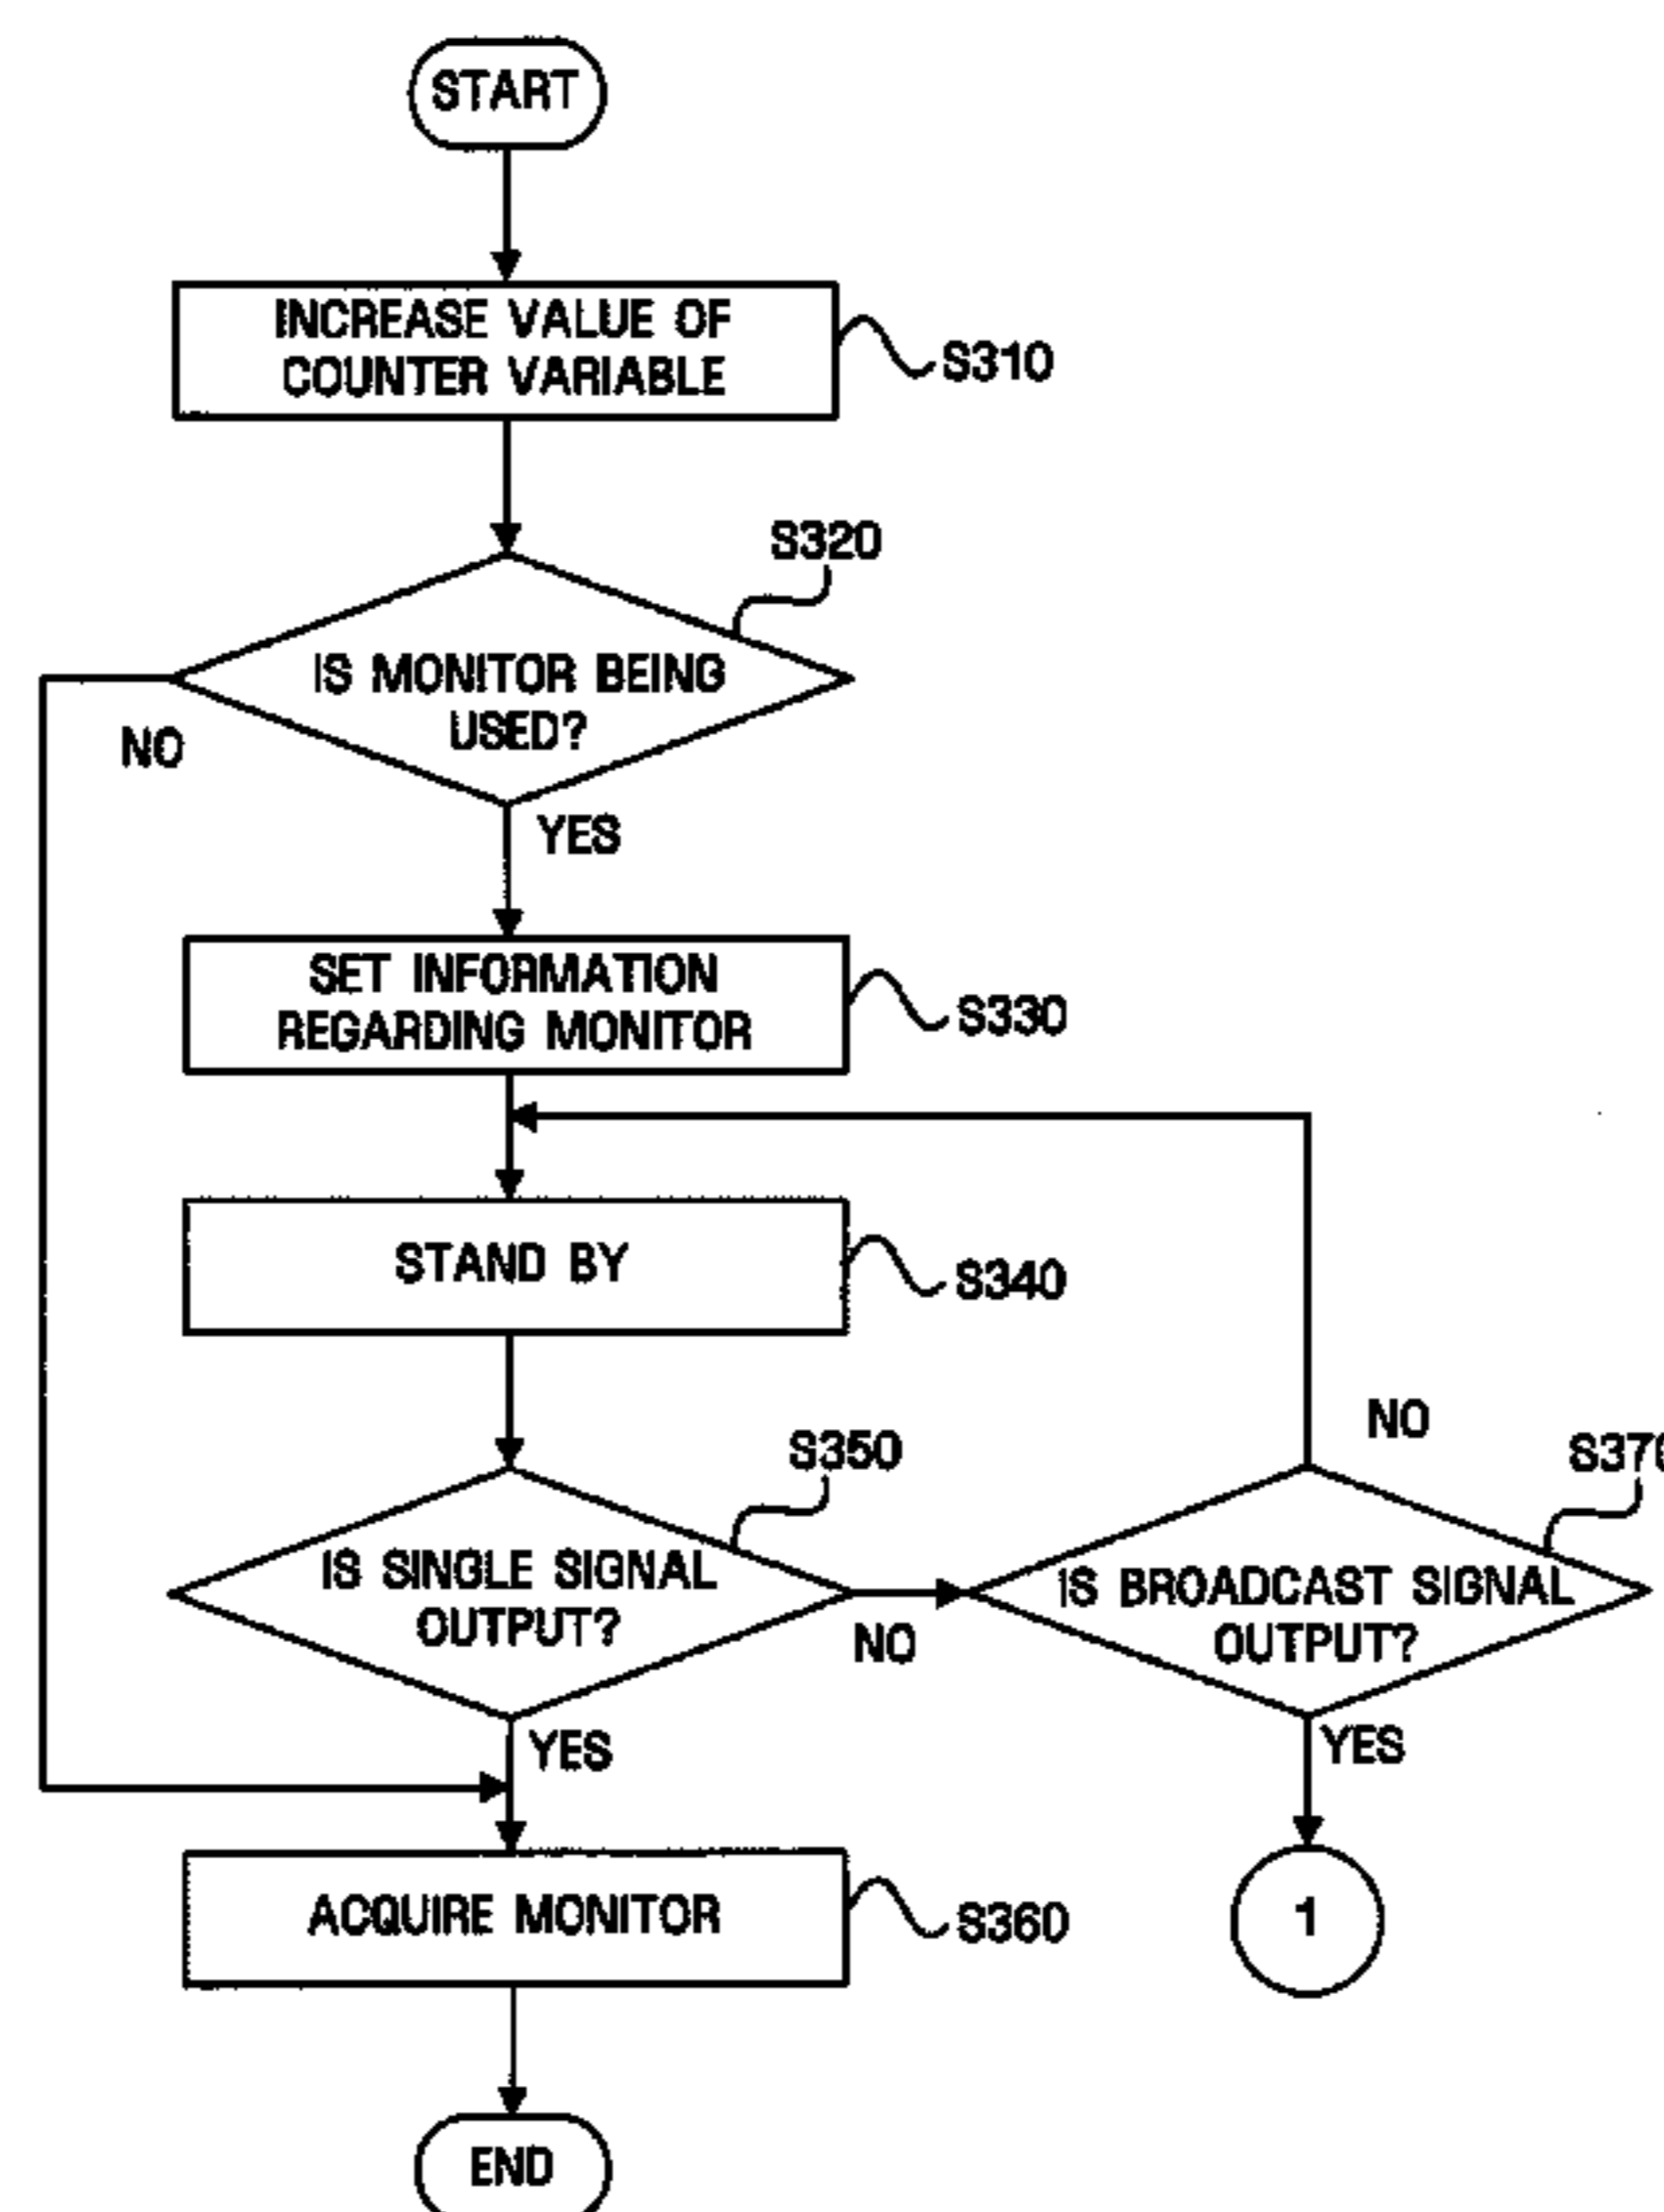 START
INCREASE VALUE OF
COUNTER VARIABLE
S310
S320
IS MONITOR BEING
USED?
NO
YES
SET INFORMATION
REGARDING MONITOR
S330
STAND BY
S340
S350
IS SINGLE SIGNAL
OUTPUT?
NO
YES
NO
S370
IS BROADCAST SIGNAL
OUTPUT?
YES
ACQUIRE MONITOR
S360
1
END